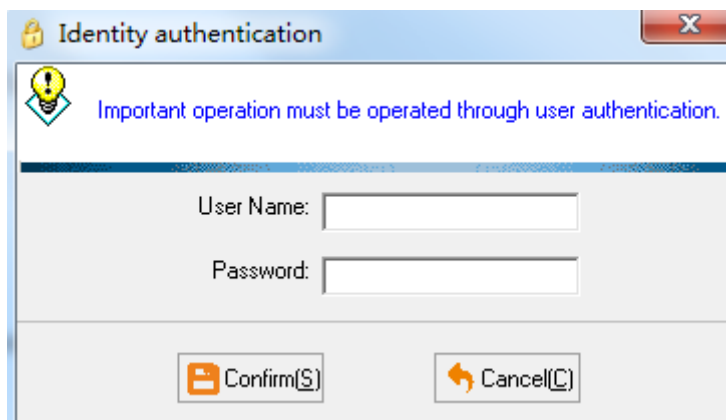 Identity authentication
Important operation must be operated through user authentication.
User Name:
Password:
Confirm(S)
Cancel(C)